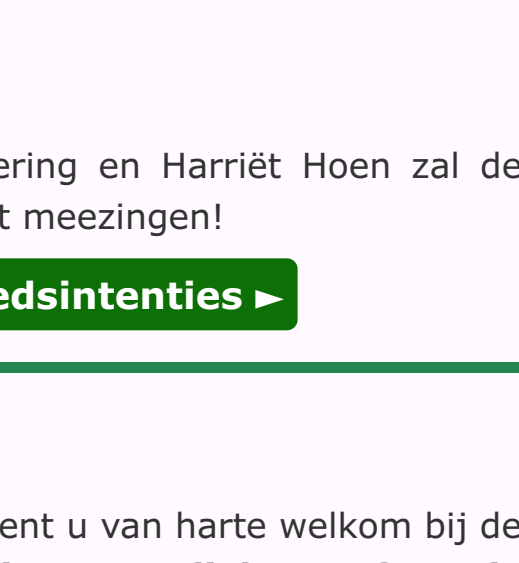 ering en Harriët Hoen zal de
t meezingen!
edsintenties ►
ent u van harte welkom bij de